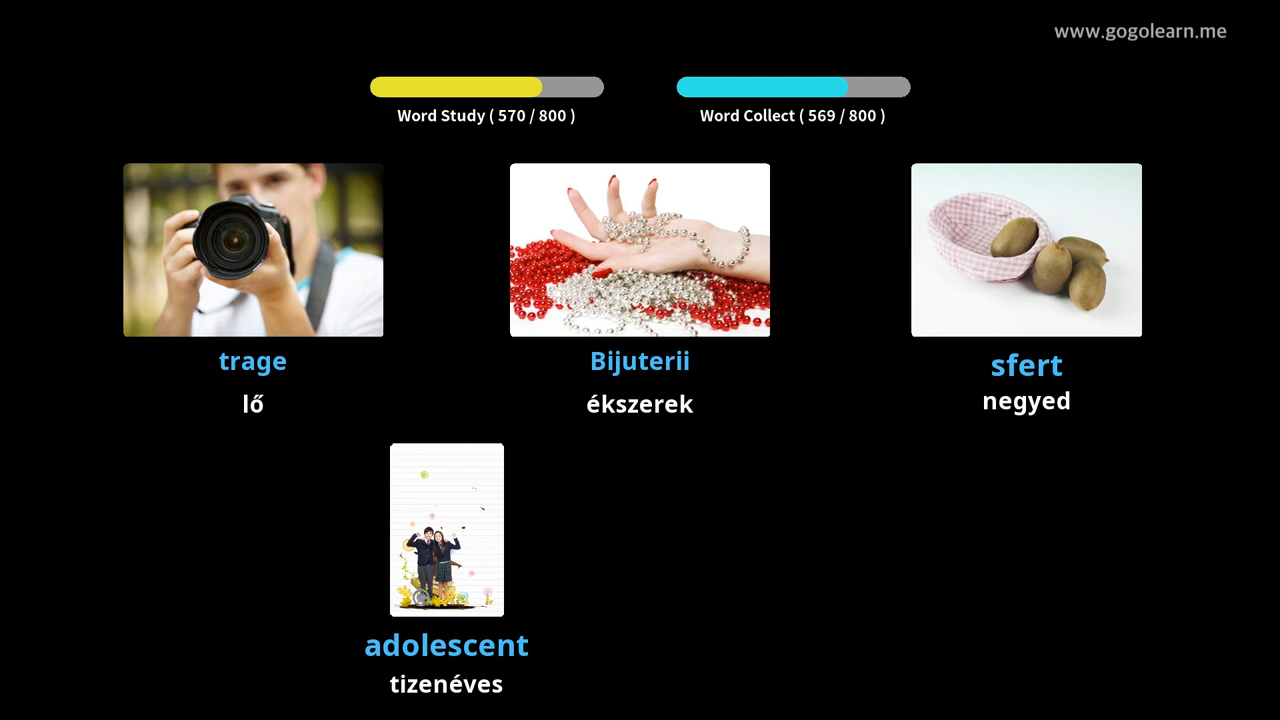 www.gogolearn.me
Word Study ( 570 / 800 )
Word Collect ( 569 / 800 )
trage
lő
Bijuterii
ékszerek
sfert
negyed
adolescent
tizenéves